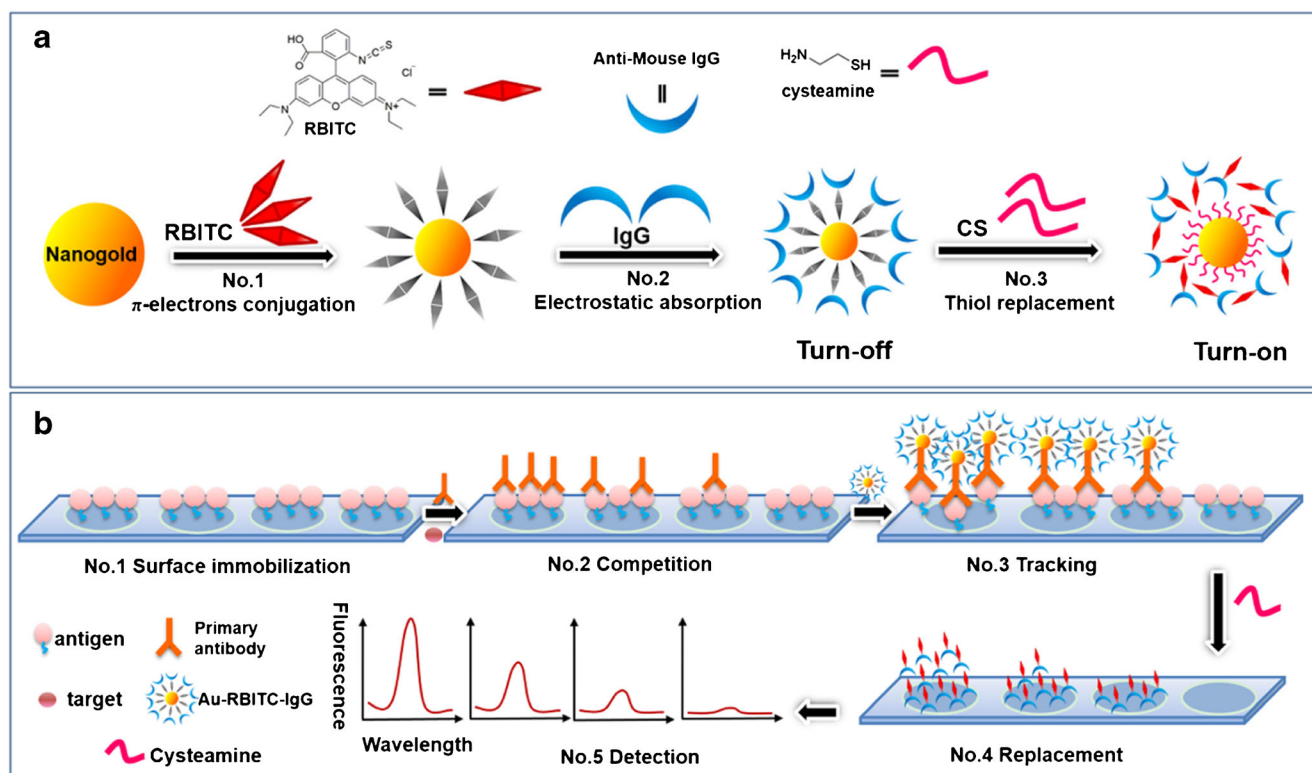 a
HO
O
N=C=S
Cl⁻
N
O
N⁺
RBITC
=
Anti-Mouse IgG
=
H₂N
SH
cysteamine
=
Nanogold
RBITC
No.1
π-electrons conjugation
IgG
No.2
Electrostatic absorption
Turn-off
CS
No.3
Thiol replacement
Turn-on
b
No.1 Surface immobilization
No.2 Competition
No.3 Tracking
antigen
Primary
antibody
target
Au-RBITC-IgG
Cysteamine
Fluorescence
Wavelength
No.5 Detection
No.4 Replacement